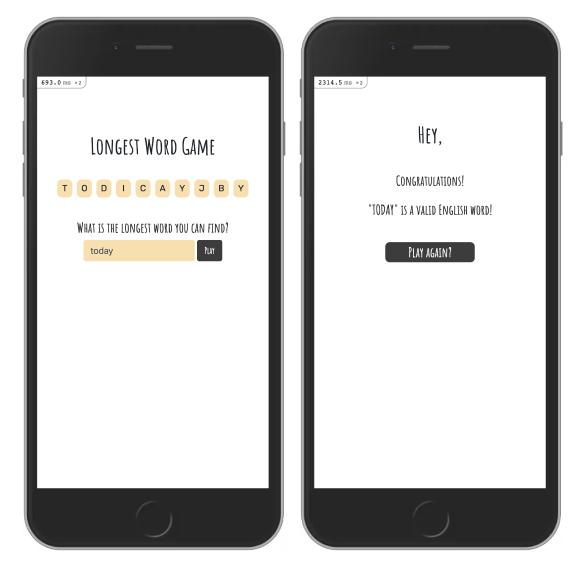 693.0 ms ×2
Longest Word Game
T O D I C A Y J B Y
What is the longest word you can find?
today Play
2314.5 ms ×2
Hey,
Congratulations!
"TODAY" is a valid English word!
Play again?